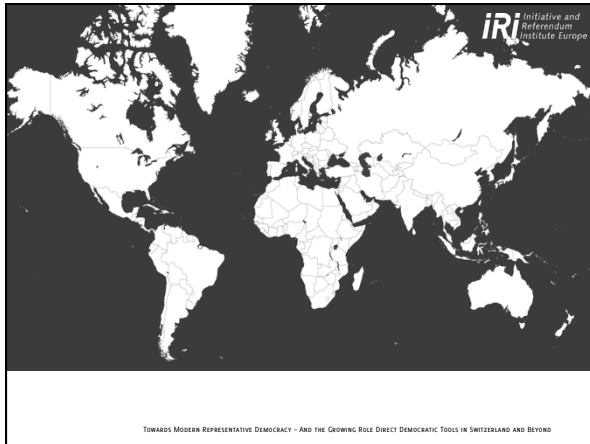 iRi Initiative and
Referendum
Institute Europe
Towards Modern Representative Democracy – And the Growing Role Direct Democratic Tools in Switzerland and Beyond